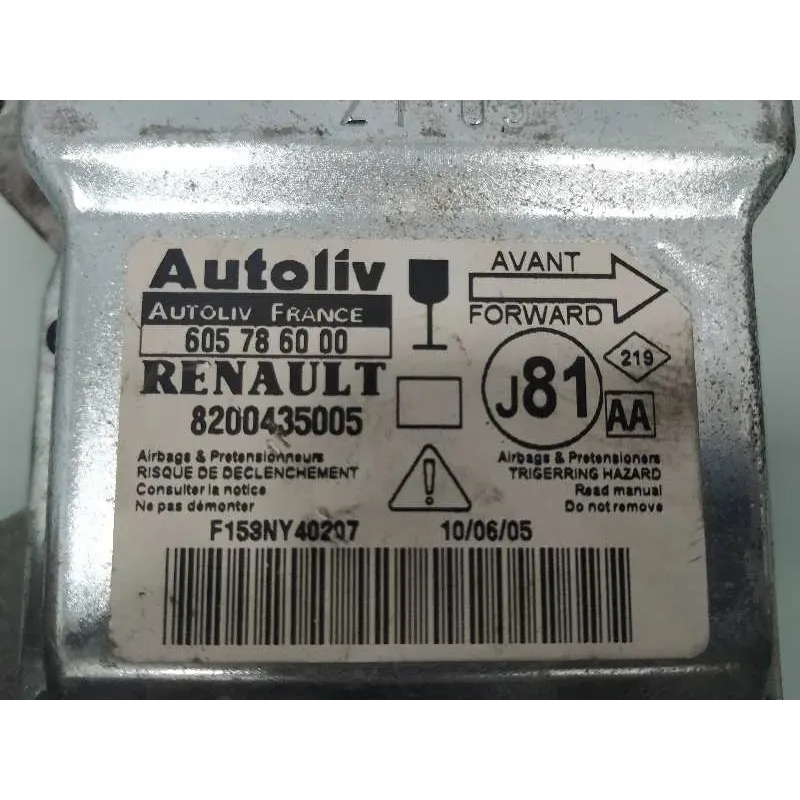 Autoliv
AUTOLIV FRANCE
605 78 60 00
RENAULT
8200435005
AVANT
FORWARD
J81
219
AA
Airbags & Pretensionneurs
RISQUE DE DECLENCHEMENT
Consulter la notice
Ne pas démonter
Airbags & Pretensioners
TRIGERRING HAZARD
Read manual
Do not remove
F153NY40207
10/06/05